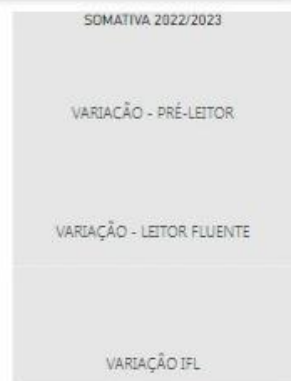 SOMATIVA 2022/2023
VARIAÇÃO - PRÉ-LEITOR
VARIAÇÃO - LEITOR FLUENTE
VARIAÇÃO IFL